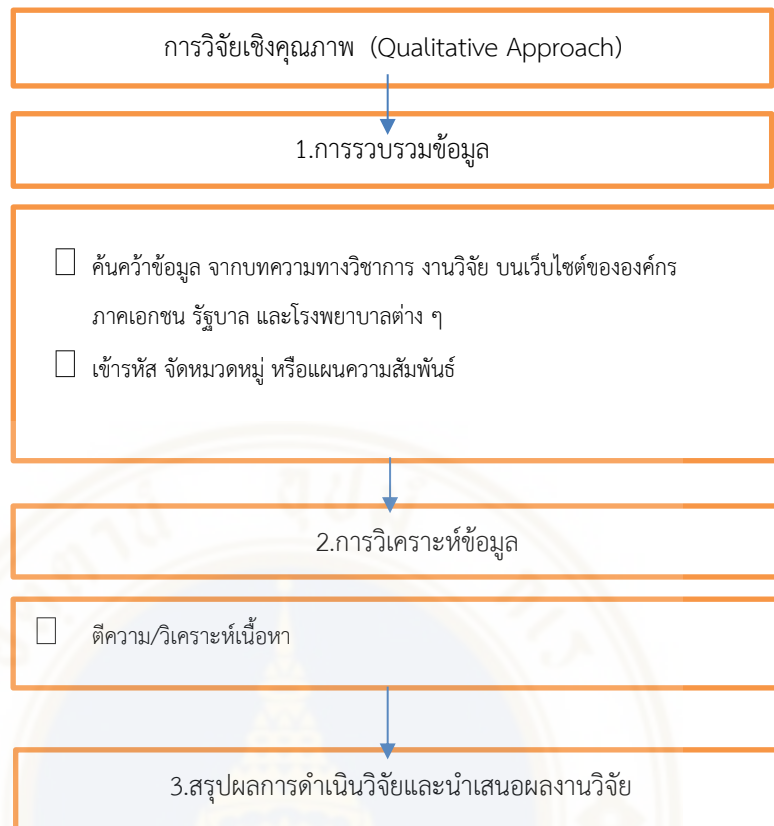 การวิจัยเชิงคุณภาพ (Qualitative Approach)
1.การรวบรวมข้อมูล
ค้นคว้าข้อมูล จากบทความทางวิชาการ งานวิจัย บนเว็บไซต์ขององค์กร
ภาคเอกชน รัฐบาล และโรงพยาบาลต่าง ๆ
เข้ารหัส จัดหมวดหมู่ หรือแผนความสัมพันธ์
2.การวิเคราะห์ข้อมูล
ตีความ/วิเคราะห์เนื้อหา
3.สรุปผลการดำเนินวิจัยและนำเสนอผลงานวิจัย